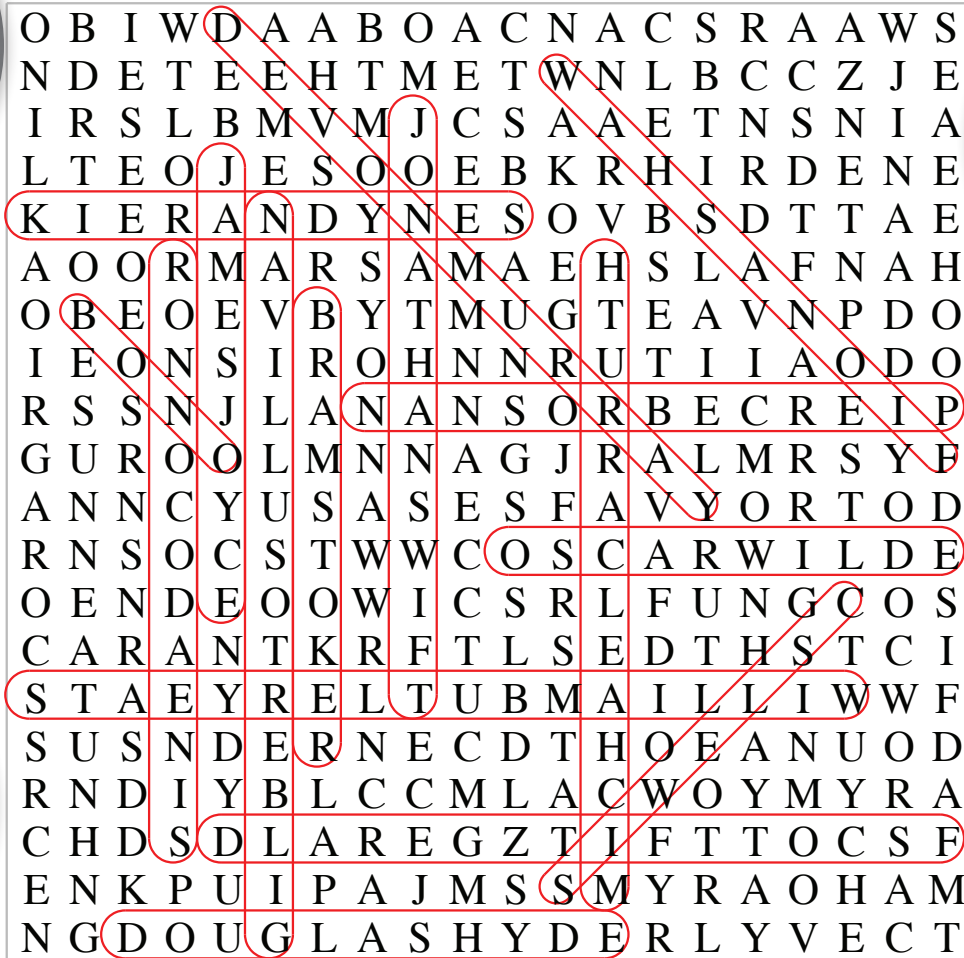 O B I W D A A B O A C N A C S R A A W S
N D E T E E H T M E T W N L B C C Z J E
I R S L B M V M J C S A A E T N S N I A
L T E O J E S O O E B K R H I R D E N E
K I E R A N D Y N E S O V B S D T T A E
A O O R M A R S A M A E H S L A F N A H
O B E O E V B Y T M U G T E A V N P D O
I E O N S I R O H N N R U T I I A O D O
R S S N J L A N A N S O R B E C R E I P
G U R O O L M N N A G J R A L M R S Y F
A N N C Y U S A S E S F A V Y O R T O D
R N S O C S T W W C O S C A R W I L D E
O E N D E O O W I C S R L F U N G C O S
C A R A N T K R F T L S E D T H S T C I
S T A E Y R E L T U B M A I L L I W W F
S U S N D E R N E C D T H O E A N U O D
R N D I Y B L C C M L A C W O Y M Y R A
C H D S D L A R E G Z T I F T T O C S F
E N K P U I P A J M S S M Y R A O H A M
N G D O U G L A S H Y D E R L Y V E C T